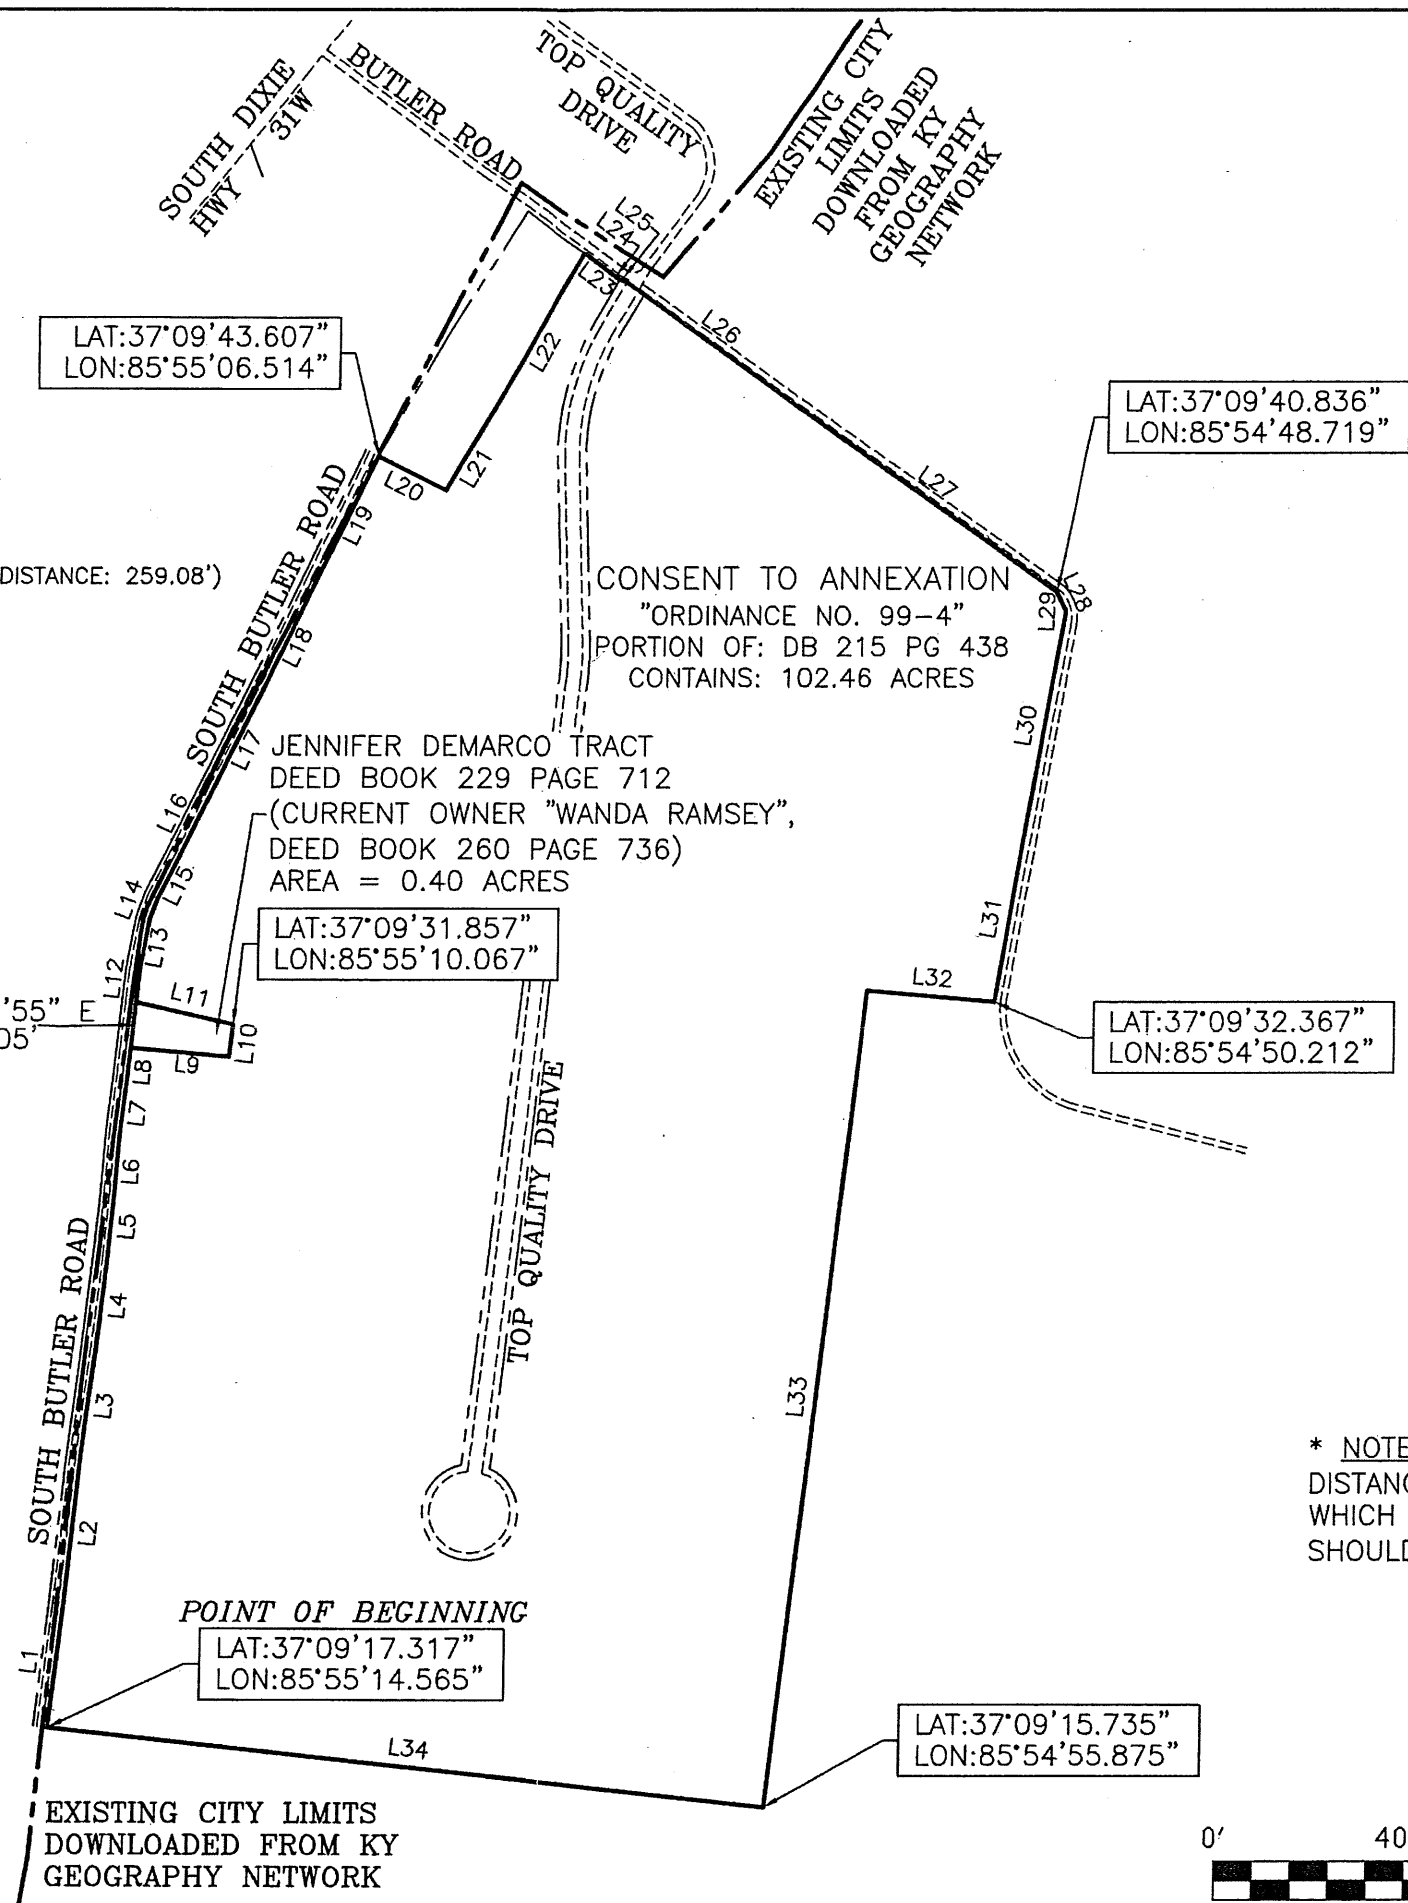 SOUTH DIXIE
HWY / 31W
BUTLER ROAD
TOP QUALITY
DRIVE
EXISTING CITY
LIMITS
DOWNLOADED
FROM KY
GEOGRAPHY
NETWORK
L25
L24
L23
L26
L22
LAT:37°09'43.607"
LON:85°55'06.514"
LAT:37°09'40.836"
LON:85°54'48.719"
L21
L20
L19
L27
SOUTH BUTLER ROAD
DISTANCE: 259.08')
CONSENT TO ANNEXATION
"ORDINANCE NO. 99-4"
PORTION OF: DB 215 PG 438
CONTAINS: 102.46 ACRES
L28
L29
L18
L30
L17
JENNIFER DEMARCO TRACT
DEED BOOK 229 PAGE 712
(CURRENT OWNER "WANDA RAMSEY",
DEED BOOK 260 PAGE 736)
AREA = 0.40 ACRES
L16
L15
L14
L13
L12
L31
LAT:37°09'31.857"
LON:85°55'10.067"
L11
L32
'55" E
05'
L10
L9
L8
LAT:37°09'32.367"
LON:85°54'50.212"
L7
L6
L5
L4
L3
L2
L1
TOP QUALITY DRIVE
SOUTH BUTLER ROAD
L33
* NOTE
DISTANC
WHICH
SHOULD
POINT OF BEGINNING
LAT:37°09'17.317"
LON:85°55'14.565"
L34
LAT:37°09'15.735"
LON:85°54'55.875"
EXISTING CITY LIMITS
DOWNLOADED FROM KY
GEOGRAPHY NETWORK
0'
40